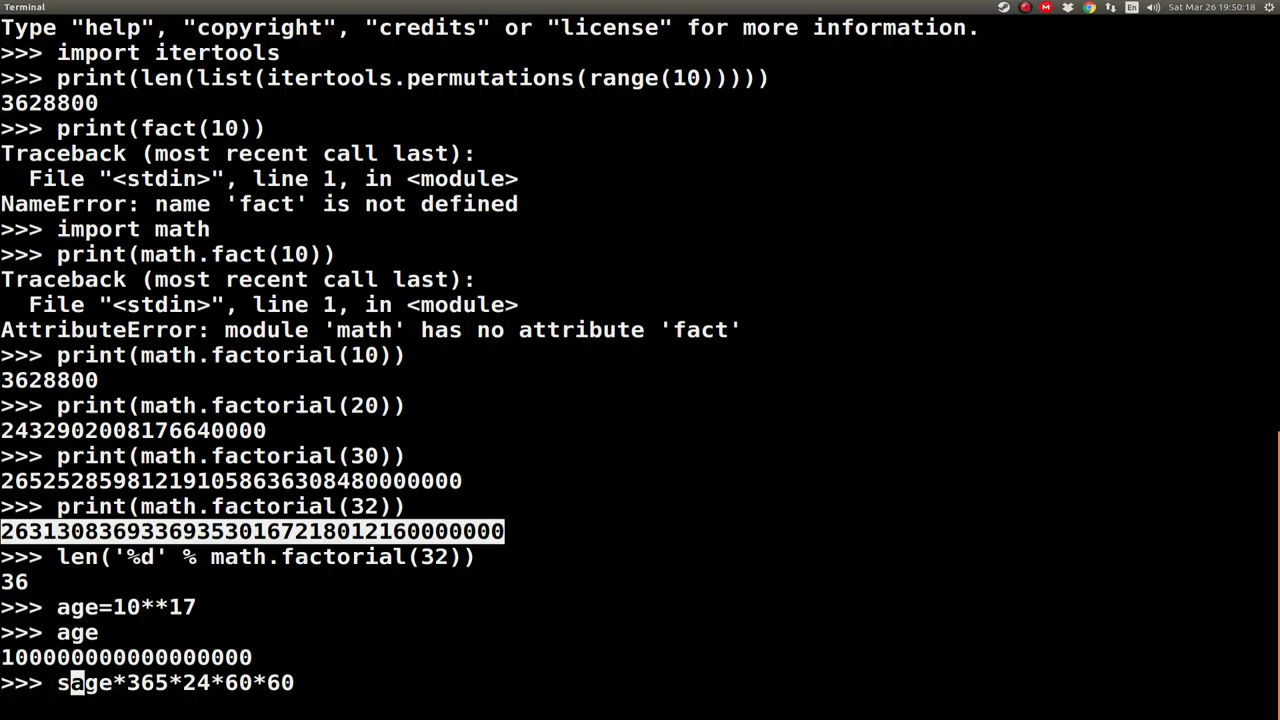 Terminal
En
Sat Mar 26 19:50:18
Type "help", "copyright", "credits" or "license" for more information.
>>> import itertools
>>> print(len(list(itertools.permutations(range(10)))))
3628800
>>> print(fact(10))
Traceback (most recent call last):
  File "<stdin>", line 1, in <module>
NameError: name 'fact' is not defined
>>> import math
>>> print(math.fact(10))
Traceback (most recent call last):
  File "<stdin>", line 1, in <module>
AttributeError: module 'math' has no attribute 'fact'
>>> print(math.factorial(10))
3628800
>>> print(math.factorial(20))
2432902008176640000
>>> print(math.factorial(30))
265252859812191058636308480000000
>>> print(math.factorial(32))
263130836933693530167218012160000000
>>> len('%d' % math.factorial(32))
36
>>> age=10**17
>>> age
100000000000000000
>>> sage*365*24*60*60